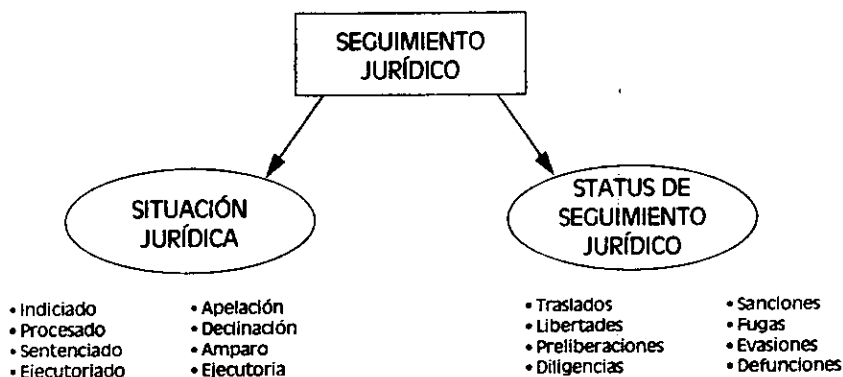 SEGUIMIENTO
JURÍDICO
SITUACIÓN
JURÍDICA
STATUS DE
SEGUIMIENTO
JURÍDICO
• Indiciado
• Procesado
• Sentenciado
• Ejecutoriado
• Apelación
• Declinación
• Amparo
• Ejecutoria
• Traslados
• Libertades
• Preliberaciones
• Diligencias
• Sanciones
• Fugas
• Evasiones
• Defunciones